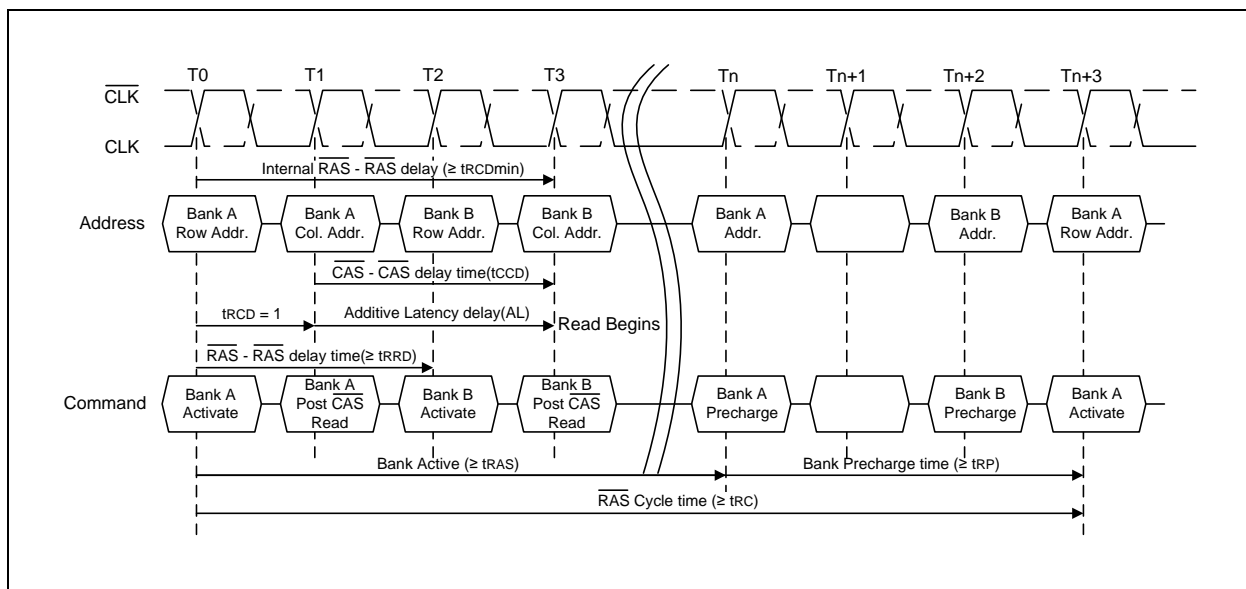 T0 T1 T2 T3 Tn Tn+1 Tn+2 Tn+3
CLK
CLK
Internal RAS - RAS delay (≥ tRCDmin)
Address
Bank A
Row Addr.
Bank A
Col. Addr.
Bank B
Row Addr.
Bank B
Col. Addr.
Bank A
Addr.
Bank B
Addr.
Bank A
Row Addr.
CAS - CAS delay time(tCCD)
tRCD = 1
Additive Latency delay(AL)
Read Begins
RAS - RAS delay time(≥ tRRD)
Command
Bank A
Activate
Bank A
Post CAS
Read
Bank B
Activate
Bank B
Post CAS
Read
Bank A
Precharge
Bank B
Precharge
Bank A
Activate
Bank Active (≥ tRAS)
Bank Precharge time (≥ tRP)
RAS Cycle time (≥ tRC)